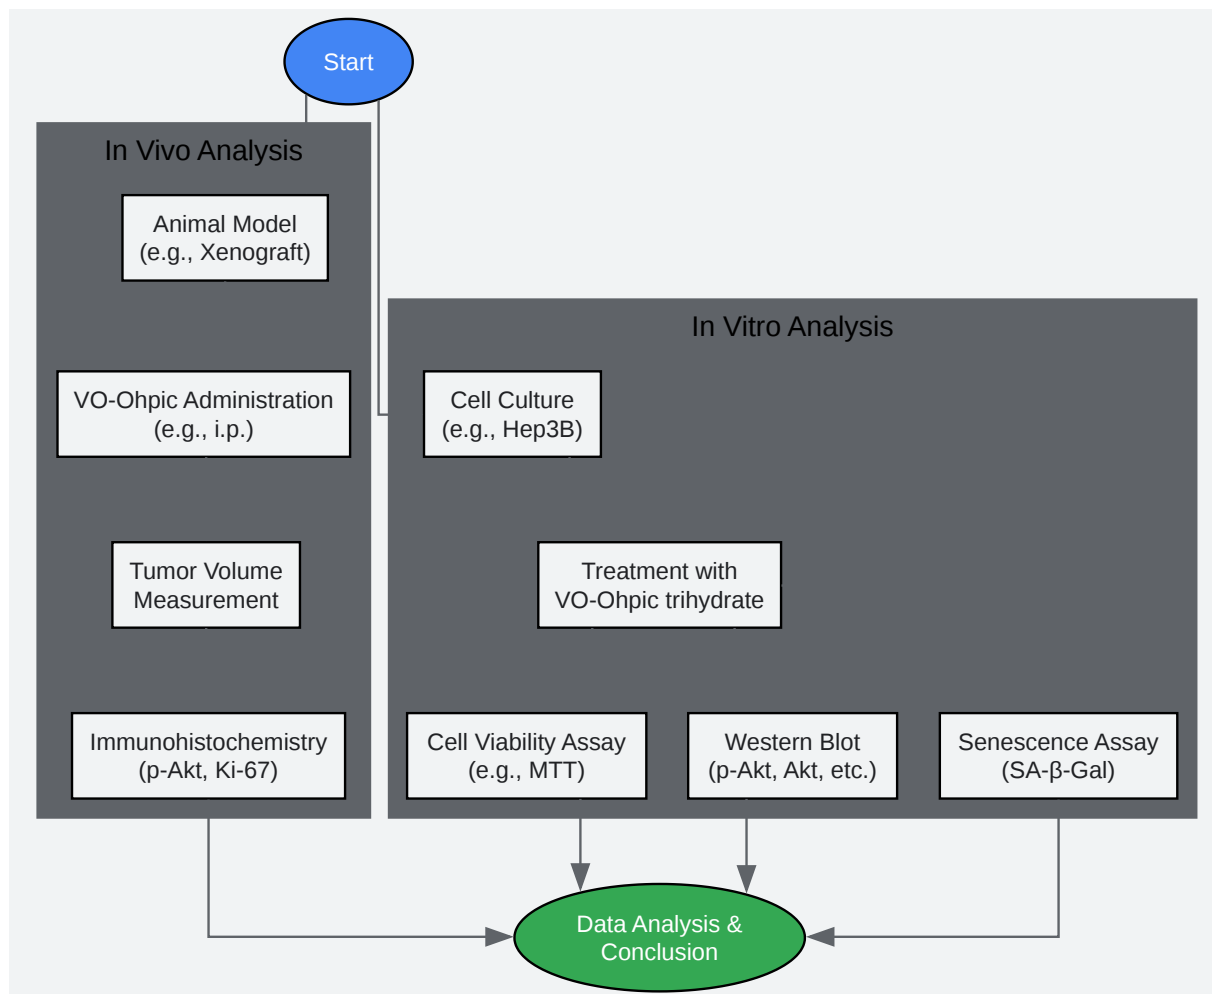 Start
In Vivo Analysis
Animal Model
(e.g., Xenograft)
VO-Ohpic Administration
(e.g., i.p.)
Tumor Volume
Measurement
Immunohistochemistry
(p-Akt, Ki-67)
In Vitro Analysis
Cell Culture
(e.g., Hep3B)
Treatment with
VO-Ohpic trihydrate
Cell Viability Assay
(e.g., MTT)
Western Blot
(p-Akt, Akt, etc.)
Senescence Assay
(SA-β-Gal)
Data Analysis &
Conclusion